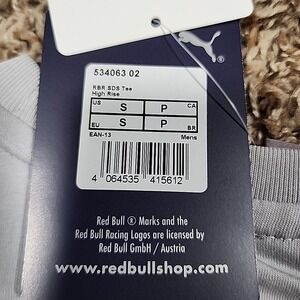 534063 02
RBR SDS Tee
High Rise
US S P CA
EU S P BR
EAN-13 Mens
4 064535 415612
Red Bull ® Marks and the
Red Bull Racing Logos are licensed by
Red Bull GmbH / Austria
www.redbullshop.com